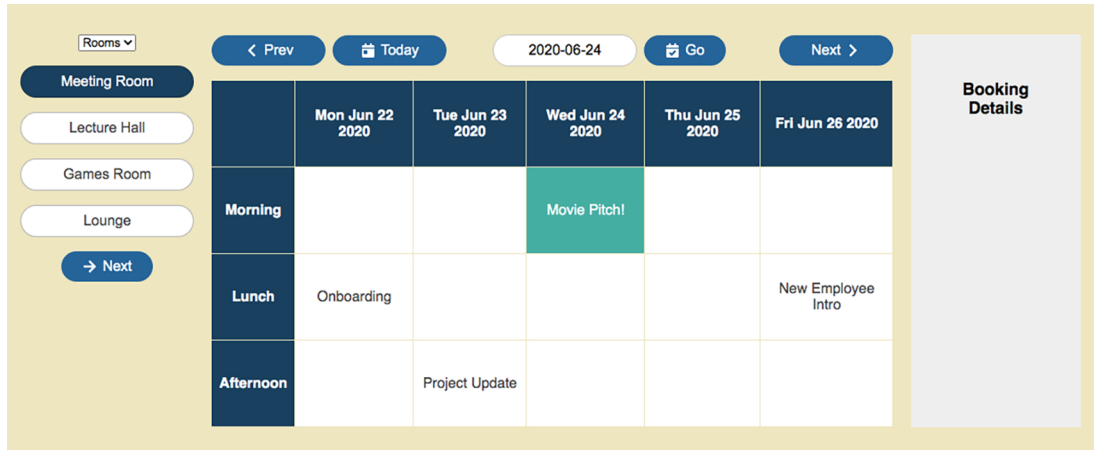 Rooms
Meeting Room
Lecture Hall
Games Room
Lounge
Next
Prev
Today
2020-06-24
Go
Next
Mon Jun 22
2020
Tue Jun 23
2020
Wed Jun 24
2020
Thu Jun 25
2020
Fri Jun 26 2020
Morning
Movie Pitch!
Lunch
Onboarding
New Employee
Intro
Afternoon
Project Update
Booking
Details